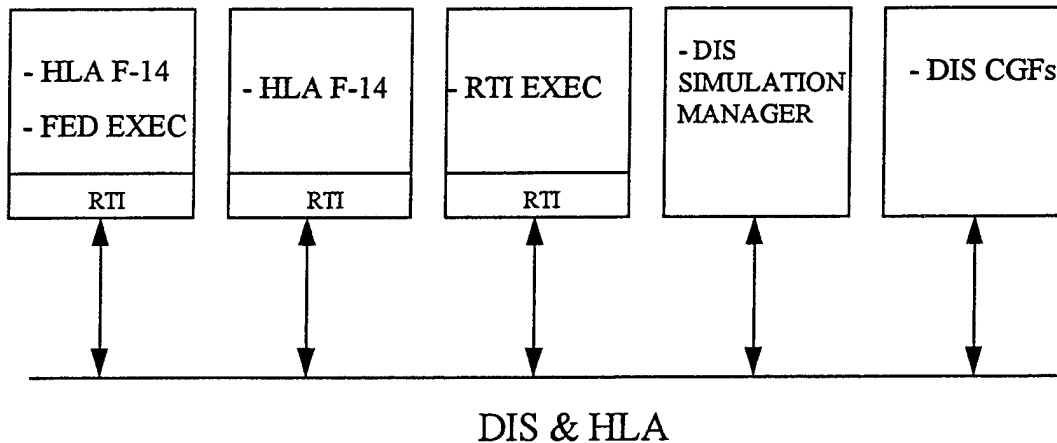 - HLA F-14
- FED EXEC
RTI
- HLA F-14
RTI
- RTI EXEC
RTI
- DIS
SIMULATION
MANAGER
- DIS CGFs
DIS & HLA